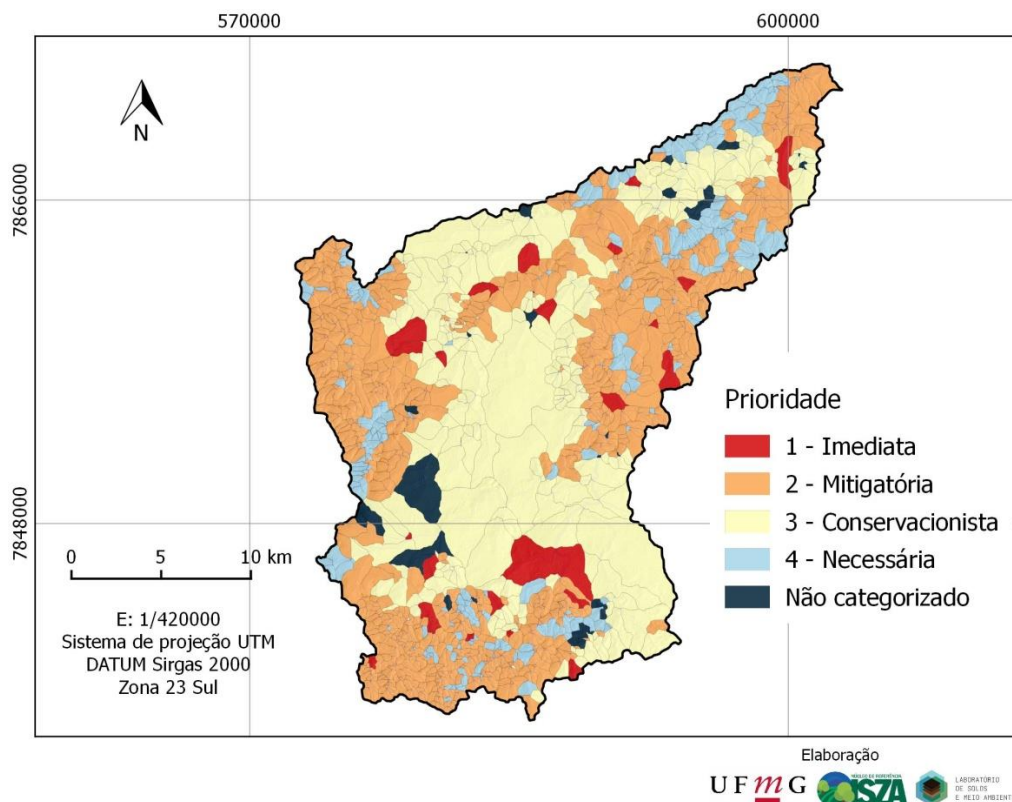 570000
600000
N
7866000
Prioridade
1 - Imediata
2 - Mitigatória
3 - Conservacionista
4 - Necessária
Não categorizado
7848000
0 5 10 km
E: 1/420000
Sistema de projeção UTM
DATUM Sirgas 2000
Zona 23 Sul
Elaboração
UFmG
ISZA
LABORATÓRIO
DE SOLOS
E MEIO AMBIENTE